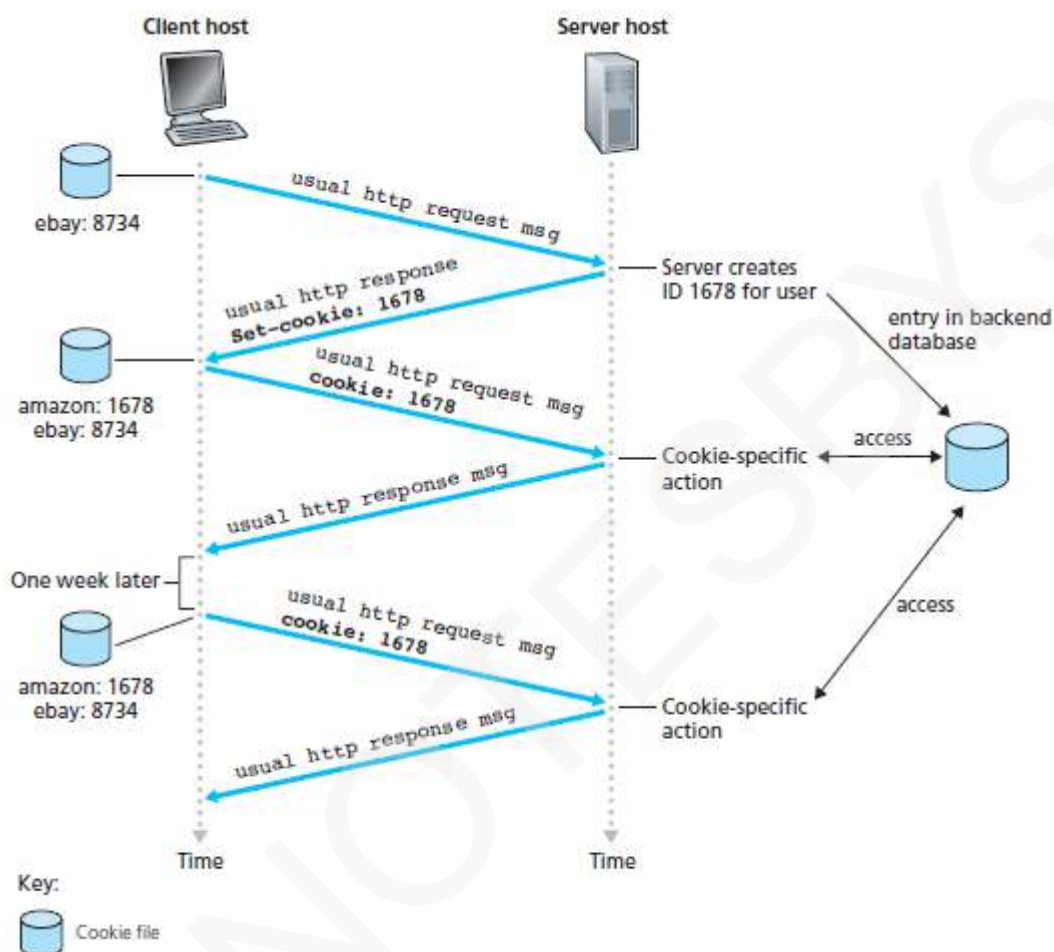 Client host
Server host
usual http request msg
ebay: 8734
Server creates
ID 1678 for user
usual http response
Set-cookie: 1678
entry in backend
database
usual http request msg
cookie: 1678
amazon: 1678
ebay: 8734
access
Cookie-specific
action
usual http response msg
One week later
usual http request msg
cookie: 1678
access
amazon: 1678
ebay: 8734
Cookie-specific
action
usual http response msg
Time
Time
Key:
Cookie file
NOTESBYS